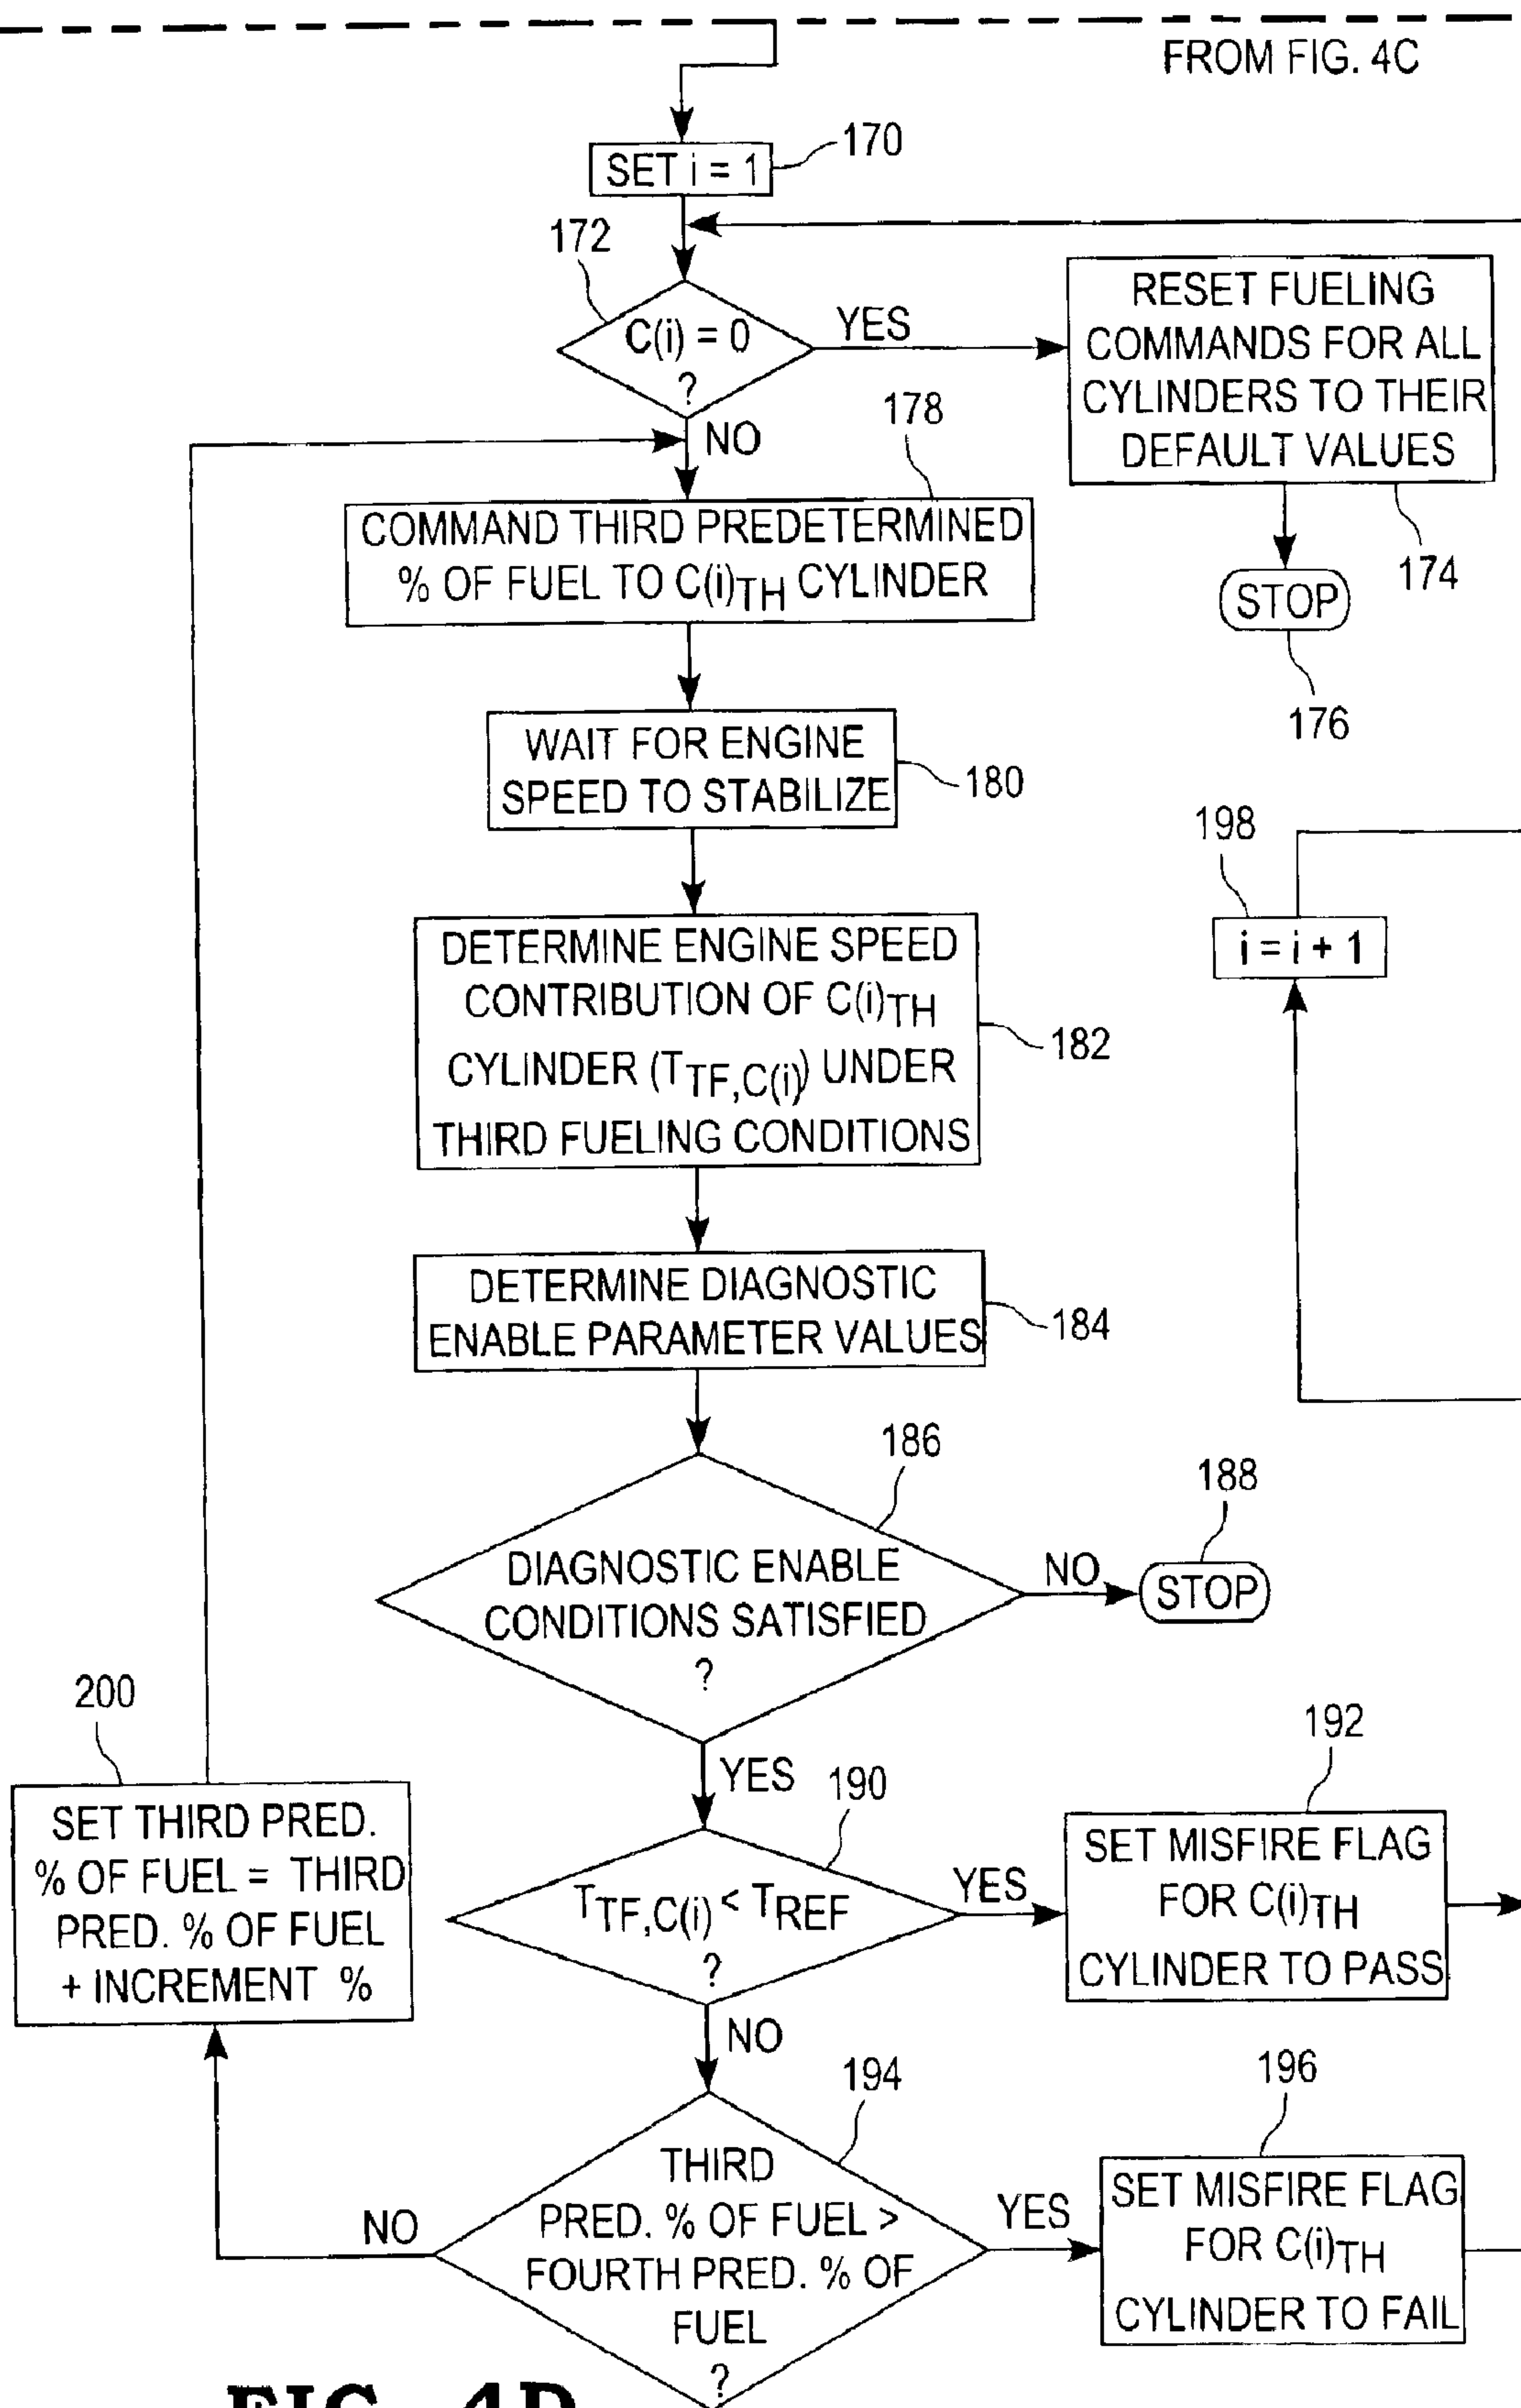 FROM FIG. 4C
170
SET i = 1
172
C(i) = 0
?
YES
RESET FUELING
COMMANDS FOR ALL
CYLINDERS TO THEIR
DEFAULT VALUES
174
STOP
176
NO
178
COMMAND THIRD PREDETERMINED
% OF FUEL TO C(i)TH CYLINDER
WAIT FOR ENGINE
SPEED TO STABILIZE
180
198
i = i + 1
DETERMINE ENGINE SPEED
CONTRIBUTION OF C(i)TH
CYLINDER (TTF,C(i)) UNDER
THIRD FUELING CONDITIONS
182
DETERMINE DIAGNOSTIC
ENABLE PARAMETER VALUES
184
186
DIAGNOSTIC ENABLE
CONDITIONS SATISFIED
?
NO
188
STOP
YES
190
TTF,C(i) < TREF
?
YES
192
SET MISFIRE FLAG
FOR C(i)TH
CYLINDER TO PASS
NO
194
THIRD
PRED. % OF FUEL >
FOURTH PRED. % OF
FUEL
?
YES
196
SET MISFIRE FLAG
FOR C(i)TH
CYLINDER TO FAIL
NO
200
SET THIRD PRED.
% OF FUEL = THIRD
PRED. % OF FUEL
+ INCREMENT %
FIG. 4D